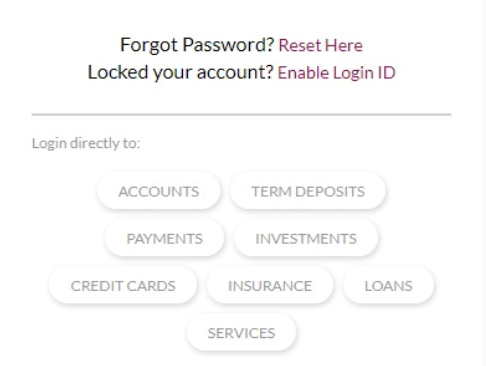 Forgot Password? Reset Here
Locked your account? Enable Login ID
Login directly to:
ACCOUNTS TERM DEPOSITS
PAYMENTS INVESTMENTS
CREDIT CARDS INSURANCE LOANS
SERVICES